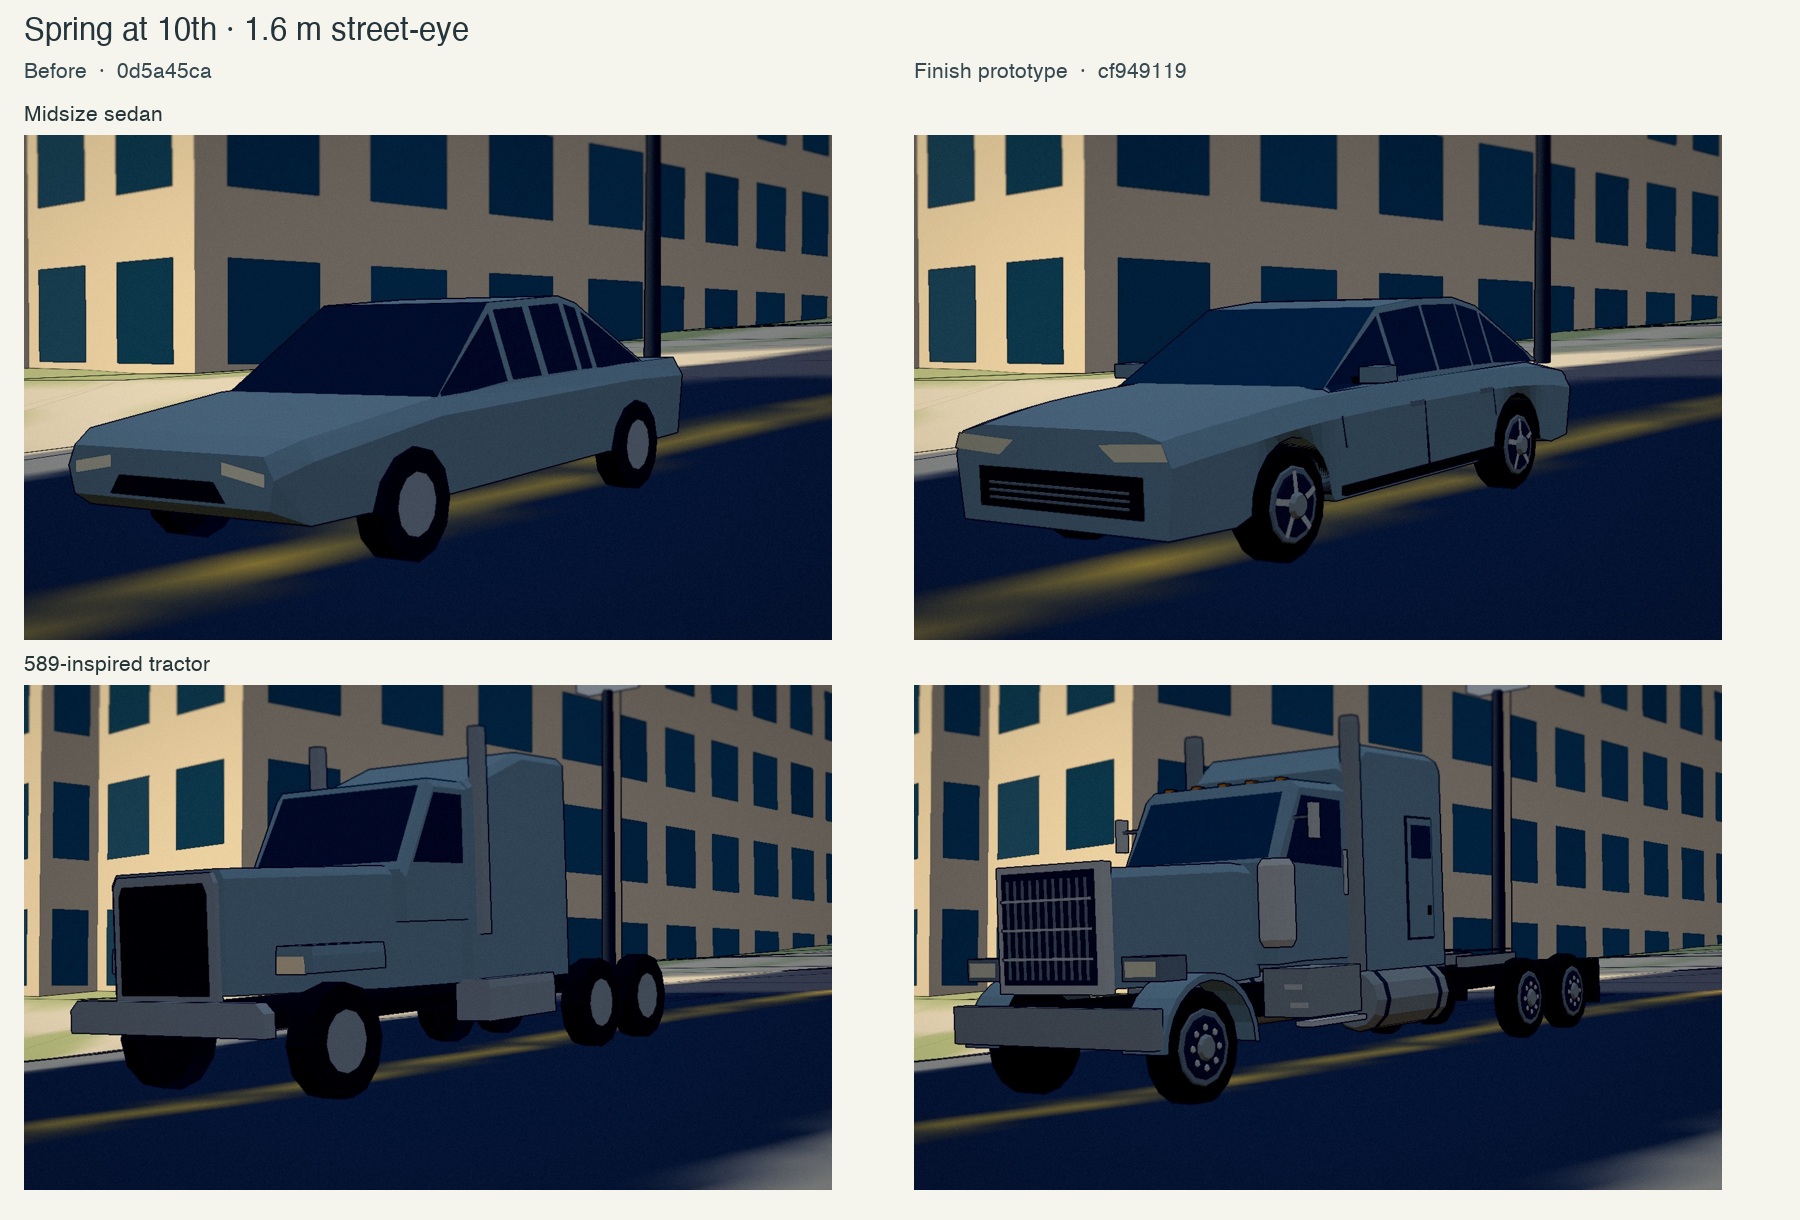 Spring at 10th · 1.6 m street-eye
Before · 0d5a45ca
Finish prototype · cf949119
Midsize sedan
589-inspired tractor